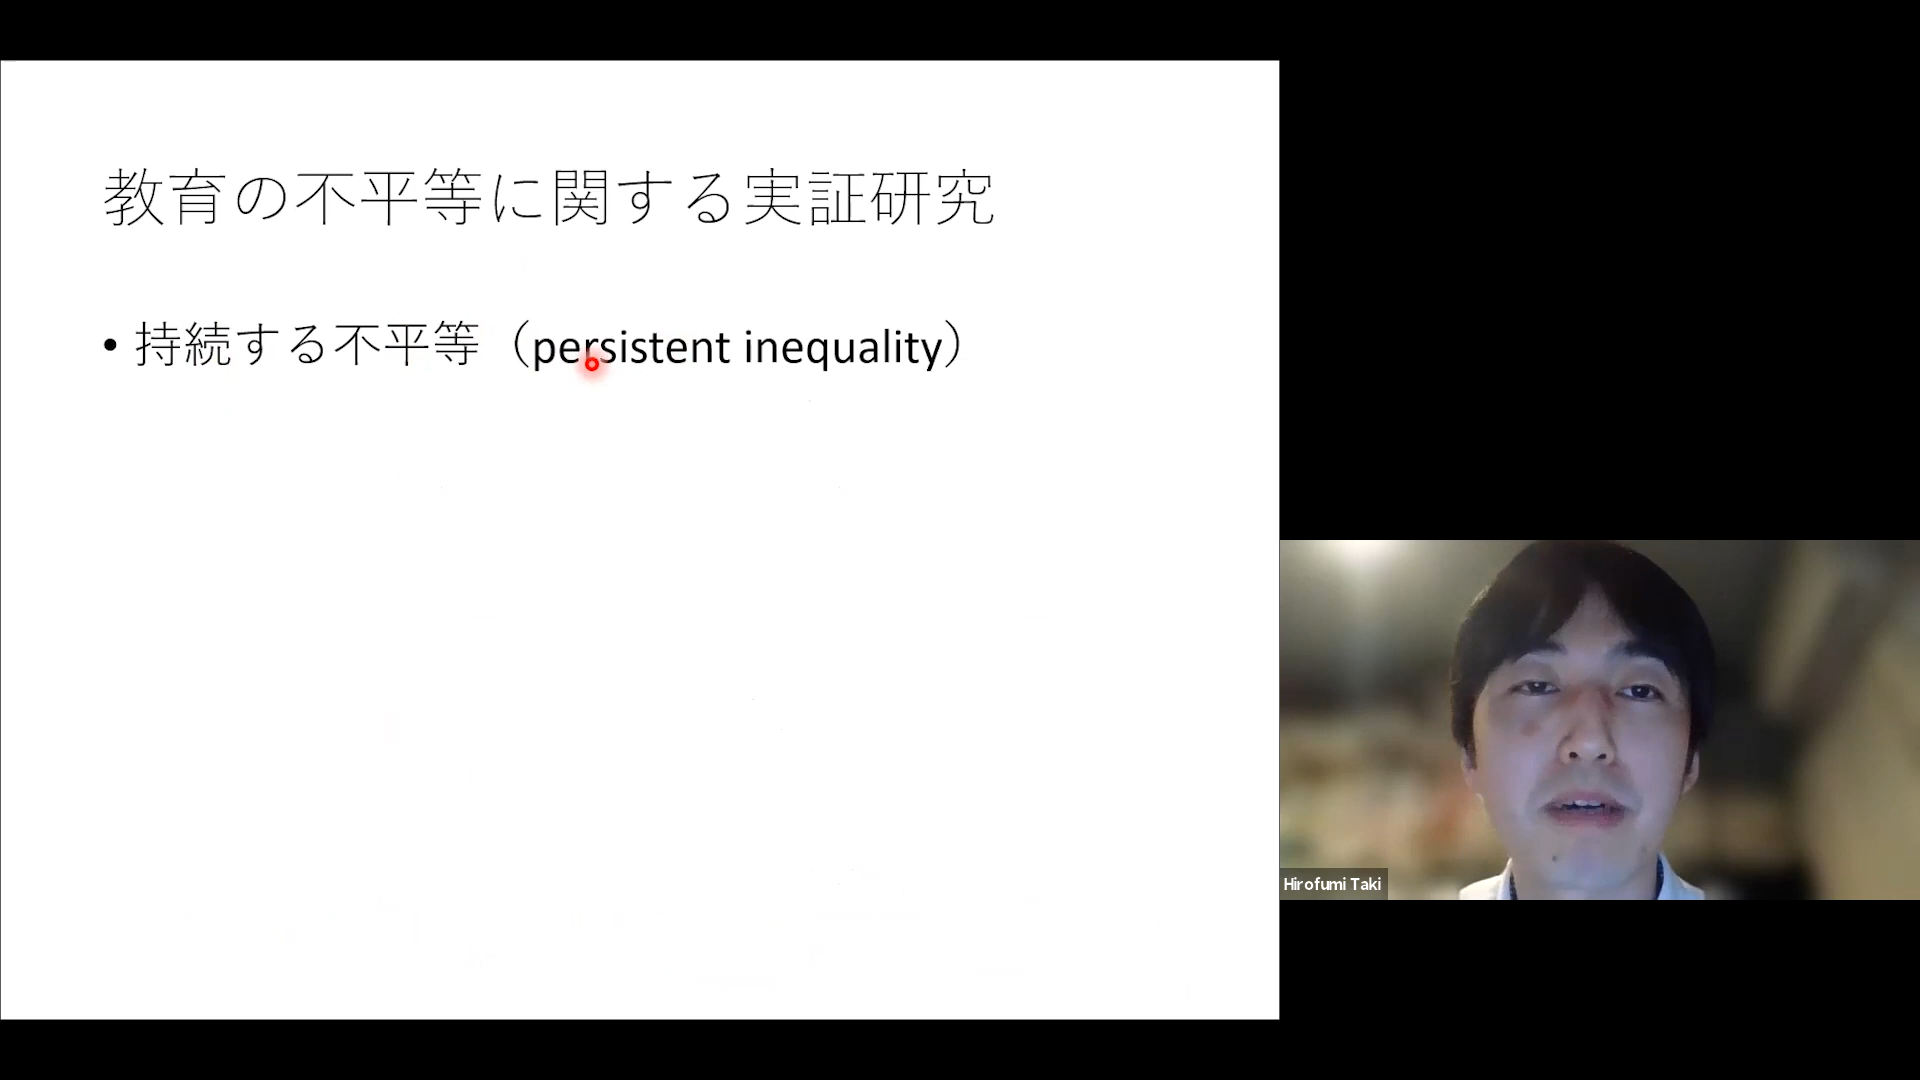 教育の不平等に関する実証研究
• 持続する不平等（persistent inequality）
Hirofumi Taki